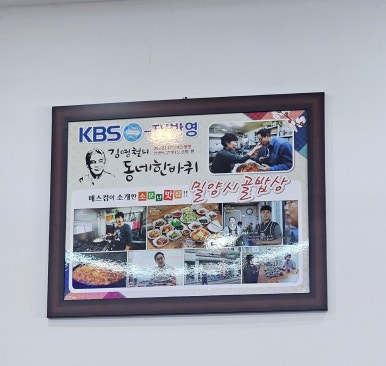 KBS
김영철의
동네한바퀴
매스컴이 소개한 소문난 맛집!!
밀양시골밥상